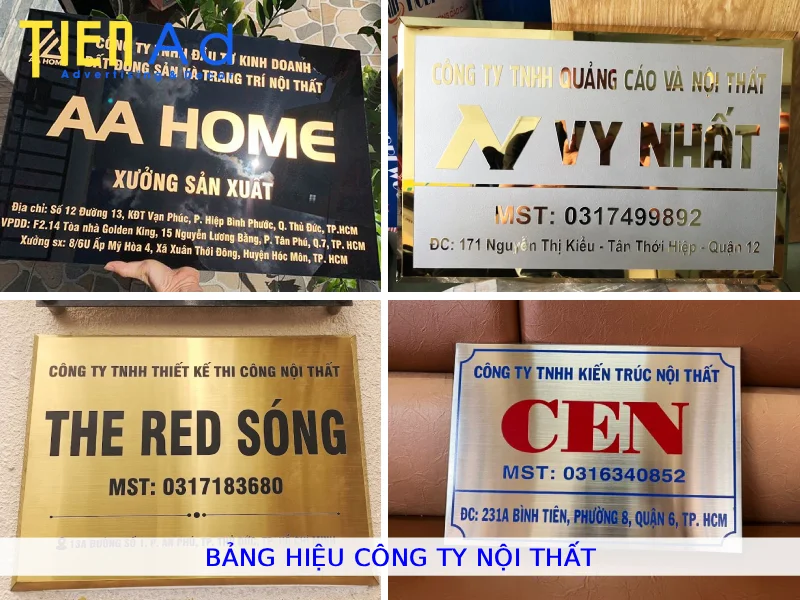 TIEN Ad
AA HOME
CÔNG TY TNHH ĐẦU TƯ KINH DOANH
BẤT ĐỘNG SẢN VÀ TRANG TRÍ NỘI THẤT
AA HOME
XƯỞNG SẢN XUẤT
Địa chỉ: Số 12 Đường 13, KĐT Vạn Phúc, P. Hiệp Bình Phước, Q. Thủ Đức, TP.HCM
VPDD: F2.14 Tòa nhà Golden King, 15 Nguyễn Lương Bằng, P. Tân Phú, Q.7, TP. HCM
Xưởng sx: 8/6U Ấp Mỹ Hòa 4, Xã Xuân Thới Đông, Huyện Hóc Môn, TP. HCM
CÔNG TY TNHH QUẢNG CÁO VÀ NỘI THẤT
VY NHẤT
MST: 0317499892
ĐC: 171 Nguyễn Thị Kiểu - Tân Thới Hiệp - Quận 12
CÔNG TY TNHH THIẾT KẾ THI CÔNG NỘI THẤT
THE RED SÓNG
MST: 0317183680
CÔNG TY TNHH KIẾN TRÚC NỘI THẤT
CEN
MST: 0316340852
ĐC: 231A BÌNH TIÊN, PHƯỜNG 8, QUẬN 6, TP. HCM
BẢNG HIỆU CÔNG TY NỘI THẤT